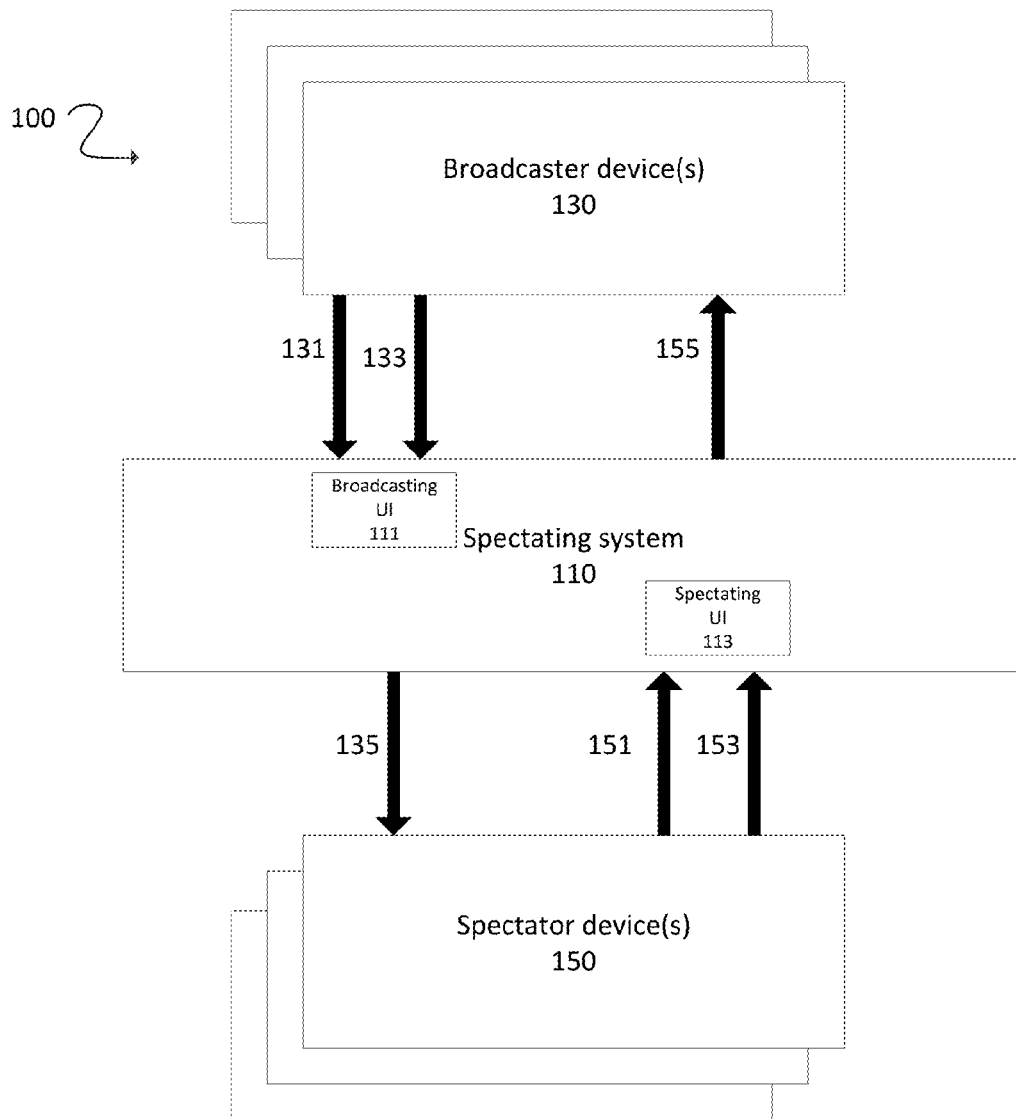 100
Broadcaster device(s)
130
131
133
155
Broadcasting
UI
111
Spectating system
110
Spectating
UI
113
135
151
153
Spectator device(s)
150